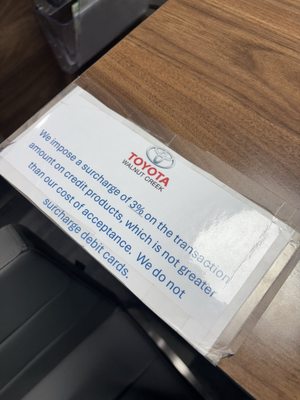 TOYOTA
WALNUT CREEK
We impose a surcharge of 3% on the transaction
amount on credit products, which is not greater
than our cost of acceptance. We do not
surcharge debit cards.